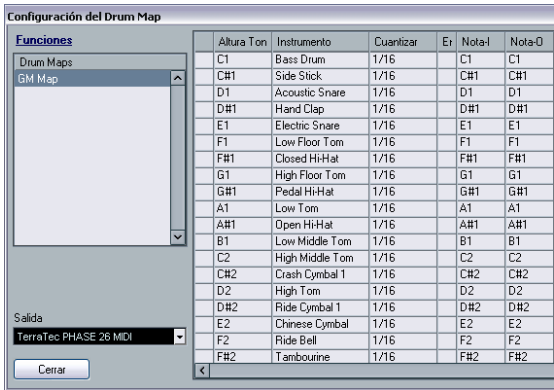 Configuración del Drum Map
Funciones
Drum Maps
GM Map
Salida
TerraTec PHASE 26 MIDI
Cerrar
Altura Ton Instrumento Cuantizar Er Nota-I Nota-O
C1 Bass Drum 1/16 C1 C1
C#1 Side Stick 1/16 C#1 C#1
D1 Acoustic Snare 1/16 D1 D1
D#1 Hand Clap 1/16 D#1 D#1
E1 Electric Snare 1/16 E1 E1
F1 Low Floor Tom 1/16 F1 F1
F#1 Closed Hi-Hat 1/16 F#1 F#1
G1 High Floor Tom 1/16 G1 G1
G#1 Pedal Hi-Hat 1/16 G#1 G#1
A1 Low Tom 1/16 A1 A1
A#1 Open Hi-Hat 1/16 A#1 A#1
B1 Low Middle Tom 1/16 B1 B1
C2 High Middle Tom 1/16 C2 C2
C#2 Crash Cymbal 1 1/16 C#2 C#2
D2 High Tom 1/16 D2 D2
D#2 Ride Cymbal 1 1/16 D#2 D#2
E2 Chinese Cymbal 1/16 E2 E2
F2 Ride Bell 1/16 F2 F2
F#2 Tambourine 1/16 F#2 F#2